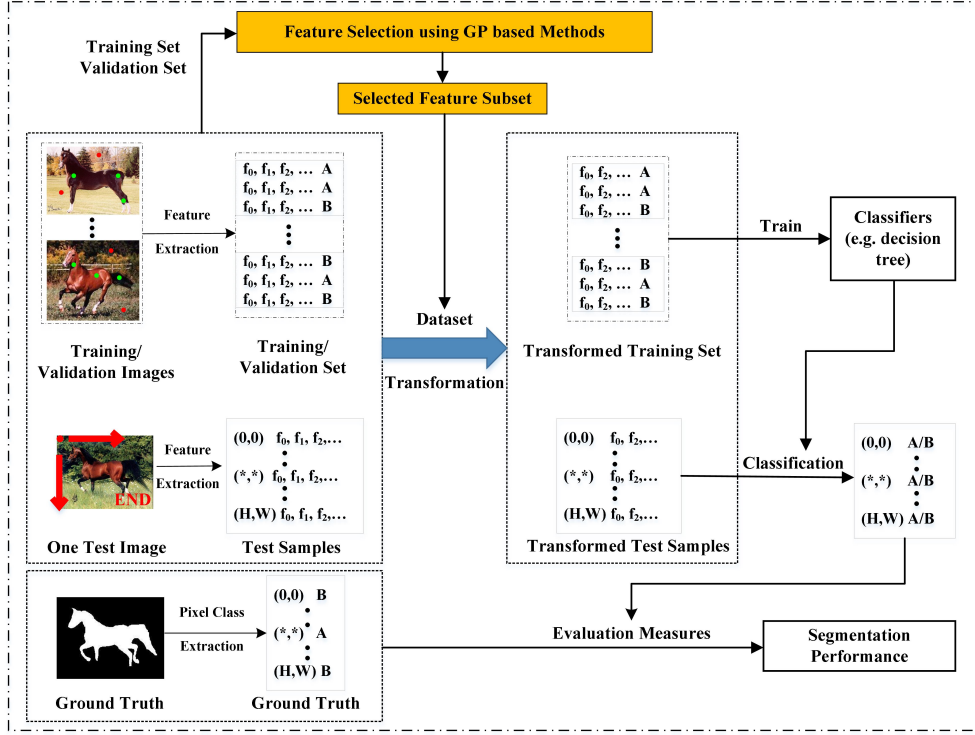 Feature Selection using GP based Methods
Training Set
Validation Set
Selected Feature Subset
f₀, f₁, f₂, … A
f₀, f₁, f₂, … A
f₀, f₁, f₂, … B
Feature
Extraction
f₀, f₁, f₂, … B
f₀, f₁, f₂, … A
f₀, f₁, f₂, … B
Training/
Validation Images
Training/
Validation Set
Dataset
Transformation
f₀, f₂, … A
f₀, f₂, … A
f₀, f₂, … B
f₀, f₂, … B
f₀, f₂, … A
f₀, f₂, … B
Transformed Training Set
Train
Classifiers
(e.g. decision
tree)
END
One Test Image
Feature
Extraction
(0,0) f₀, f₁, f₂,…
(*,*) f₀, f₁, f₂,…
(H,W) f₀, f₁, f₂,…
Test Samples
(0,0) f₀, f₂,…
(*,*) f₀, f₂,…
(H,W) f₀, f₂,…
Transformed Test Samples
Classification
(0,0) A/B
(*,*) A/B
(H,W) A/B
Ground Truth
Pixel Class
Extraction
(0,0) B
(*,*) A
(H,W) B
Ground Truth
Evaluation Measures
Segmentation
Performance